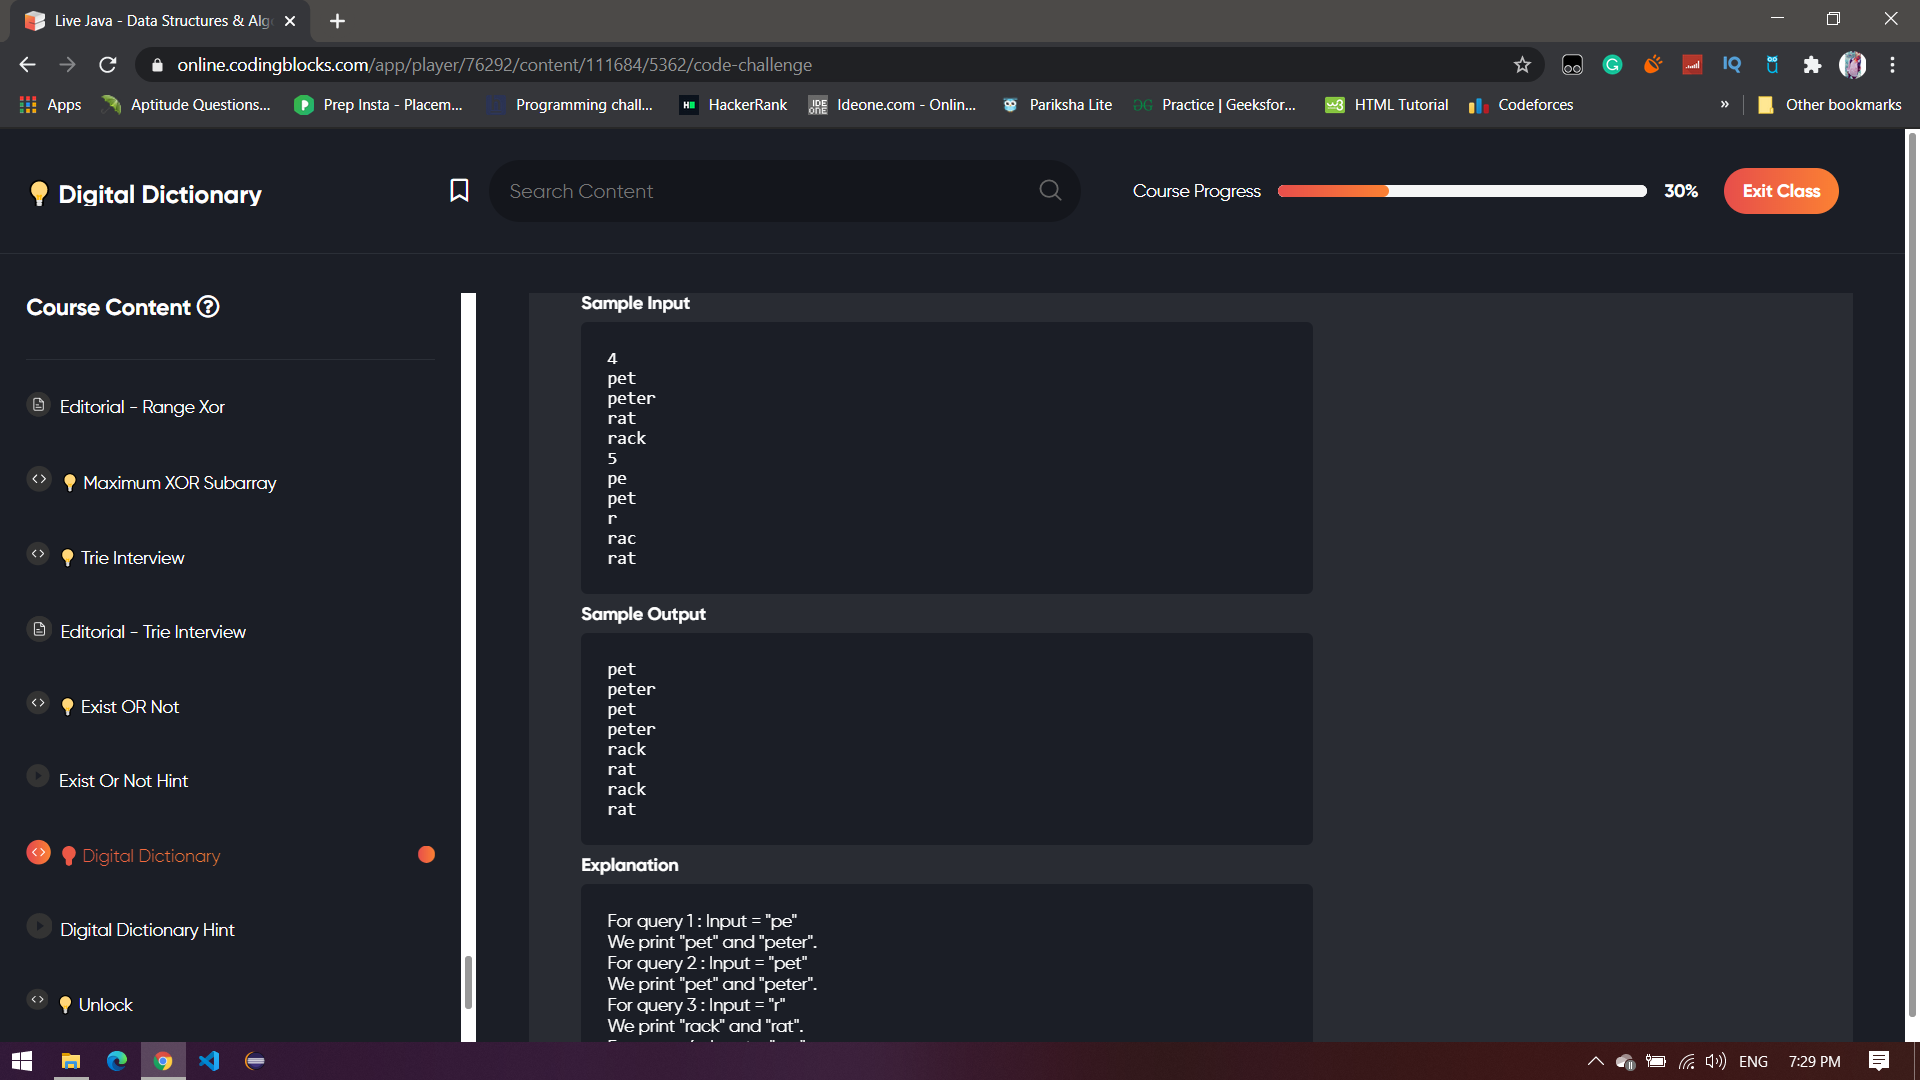 Live Java - Data Structures & Alg
online.codingblocks.com/app/player/76292/content/111684/5362/code-challenge
Apps
Aptitude Questions...
Prep Insta - Placem...
Programming chall...
HackerRank
Ideone.com - Onlin...
Pariksha Lite
Practice | Geeksfor...
HTML Tutorial
Codeforces
»
Other bookmarks
Digital Dictionary
Search Content
Course Progress
30%
Exit Class
Course Content
Editorial - Range Xor
Maximum XOR Subarray
Trie Interview
Editorial - Trie Interview
Exist OR Not
Exist Or Not Hint
Digital Dictionary
Digital Dictionary Hint
Unlock
Sample Input
4
pet
peter
rat
rack
5
pe
pet
r
rac
rat
Sample Output
pet
peter
pet
peter
rack
rat
rack
rat
Explanation
For query 1 : Input = "pe"
We print "pet" and "peter".
For query 2 : Input = "pet"
We print "pet" and "peter".
For query 3 : Input = "r"
We print "rack" and "rat".
ENG
7:29 PM